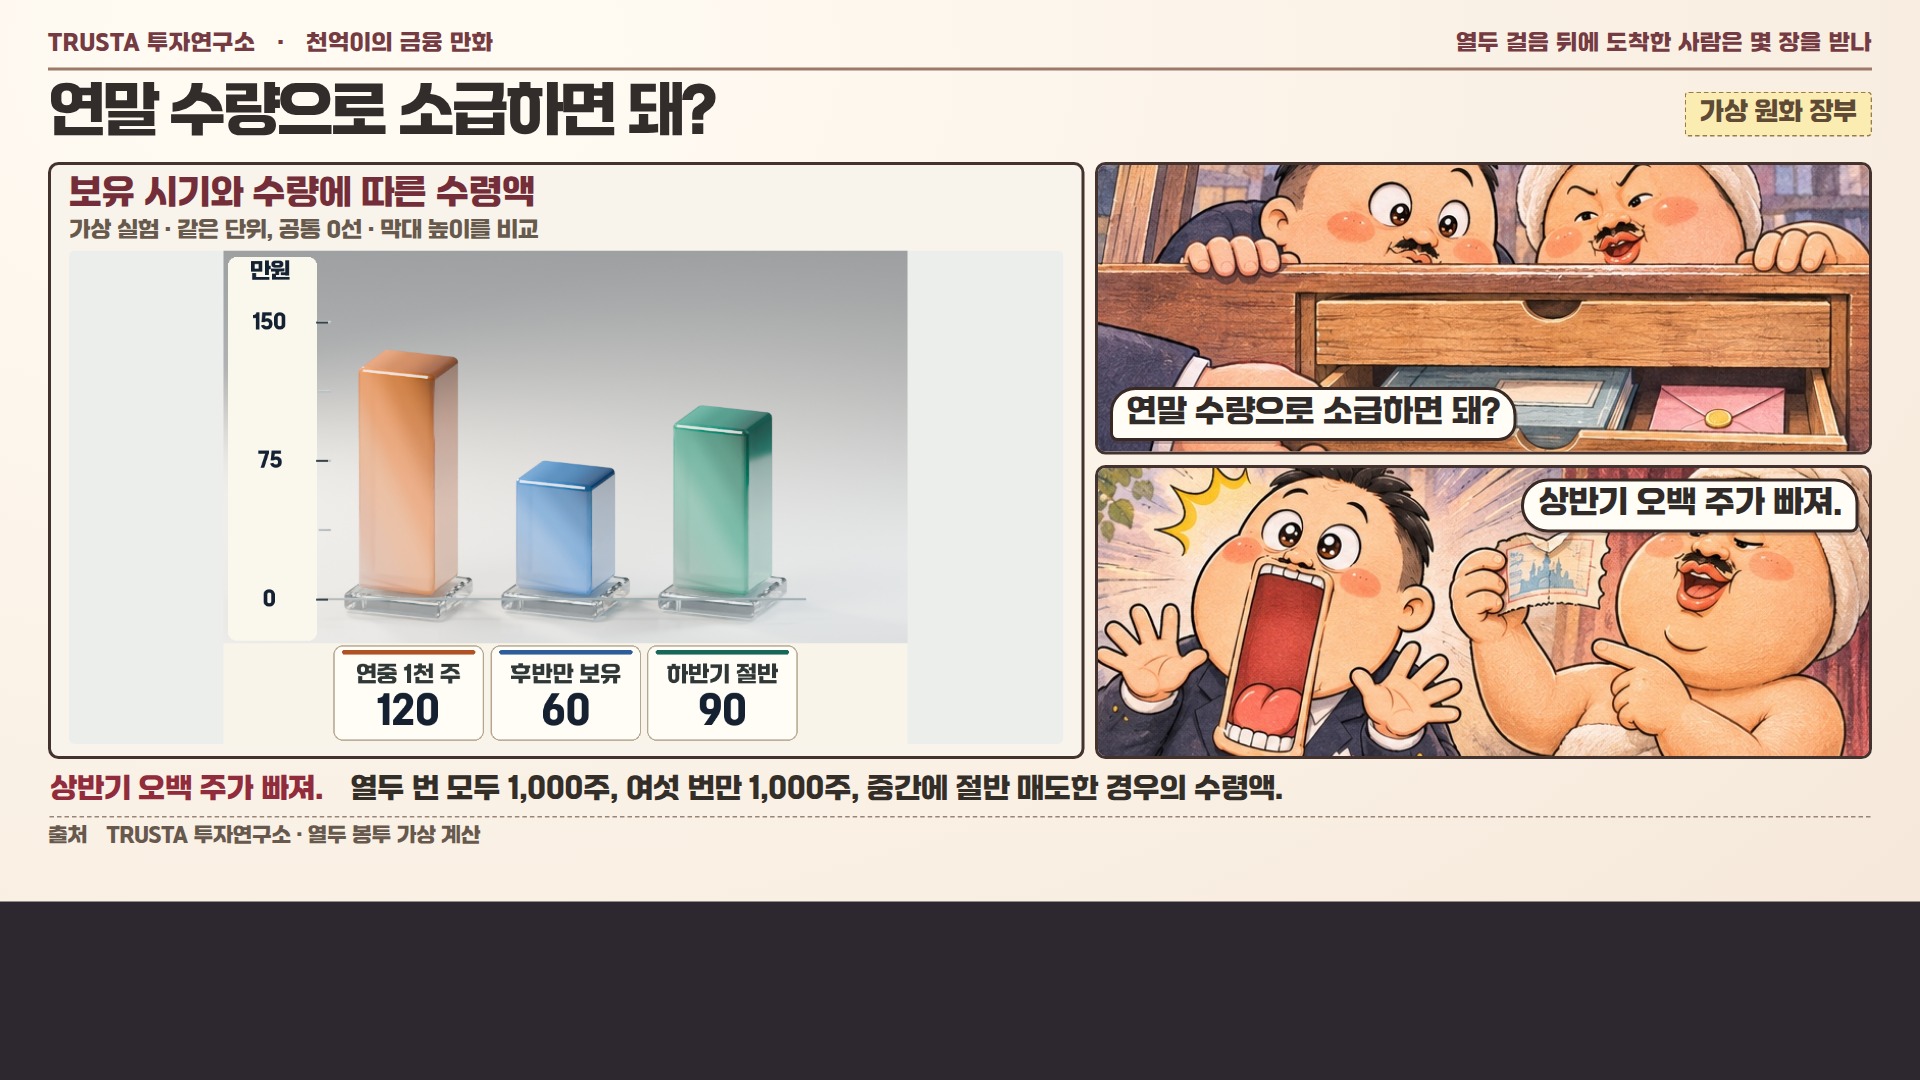 TRUSTA 투자연구소 · 천억이의 금융 만화
열두 걸음 뒤에 도착한 사람은 몇 장을 받나
연말 수량으로 소급하면 돼?
가상 원화 장부
보유 시기와 수량에 따른 수령액
가상 실험 · 같은 단위, 공통 0선 · 막대 높이를 비교
만원
150
75
0
연중 1천 주
120
후반만 보유
60
하반기 절반
90
연말 수량으로 소급하면 돼?
상반기 오백 주가 빠져.
상반기 오백 주가 빠져. 열두 번 모두 1,000주, 여섯 번만 1,000주, 중간에 절반 매도한 경우의 수령액.
출처 TRUSTA 투자연구소 · 열두 봉투 가상 계산